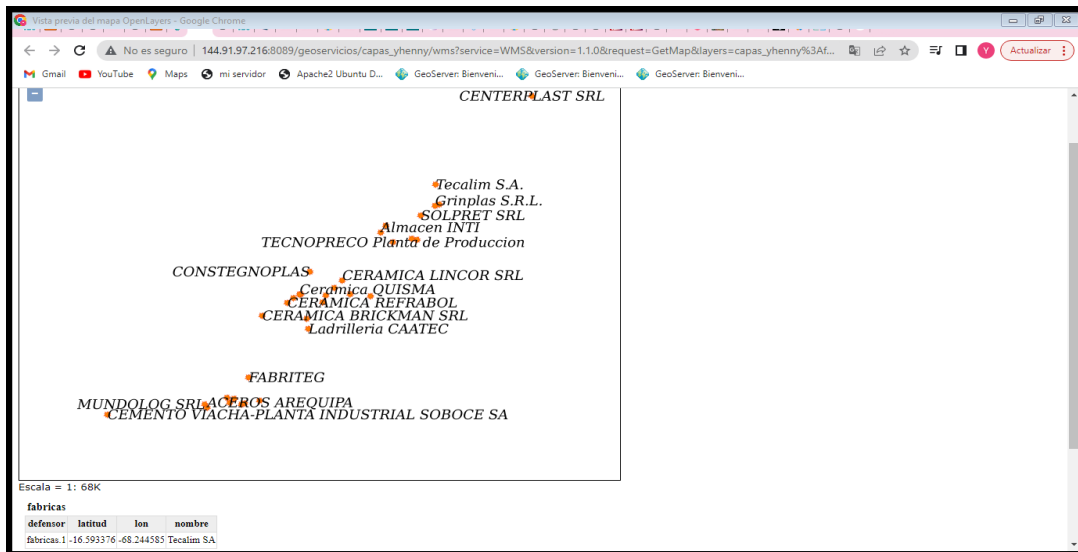 Vista previa del mapa OpenLayers - Google Chrome
No es seguro | 144.91.97.216:8089/geoservicios/capas_yhenny/wms?service=WMS&version=1.1.0&request=GetMap&layers=capas_yhenny%3Af...
Y
Actualizar
Gmail YouTube Maps mi servidor Apache2 Ubuntu D... GeoServer: Bienveni... GeoServer: Bienveni... GeoServer: Bienveni...
−
CENTERPLAST SRL
Tecalim S.A.
Grinplas S.R.L.
SOLPRET SRL
Almacen INTI
TECNOPRECO Planta de Produccion
CONSTEGNOPLAS
CERAMICA LINCOR SRL
Ceramica QUISMA
CERAMICA REFRABOL
CERAMICA BRICKMAN SRL
Ladrilleria CAATEC
FABRITEG
MUNDOLOG SRL ACEROS AREQUIPA
CEMENTO VIACHA-PLANTA INDUSTRIAL SOBOCE SA
Escala = 1: 68K
fabricas
defensor latitud lon nombre
fabricas.1 -16.593376 -68.244585 Tecalim SA